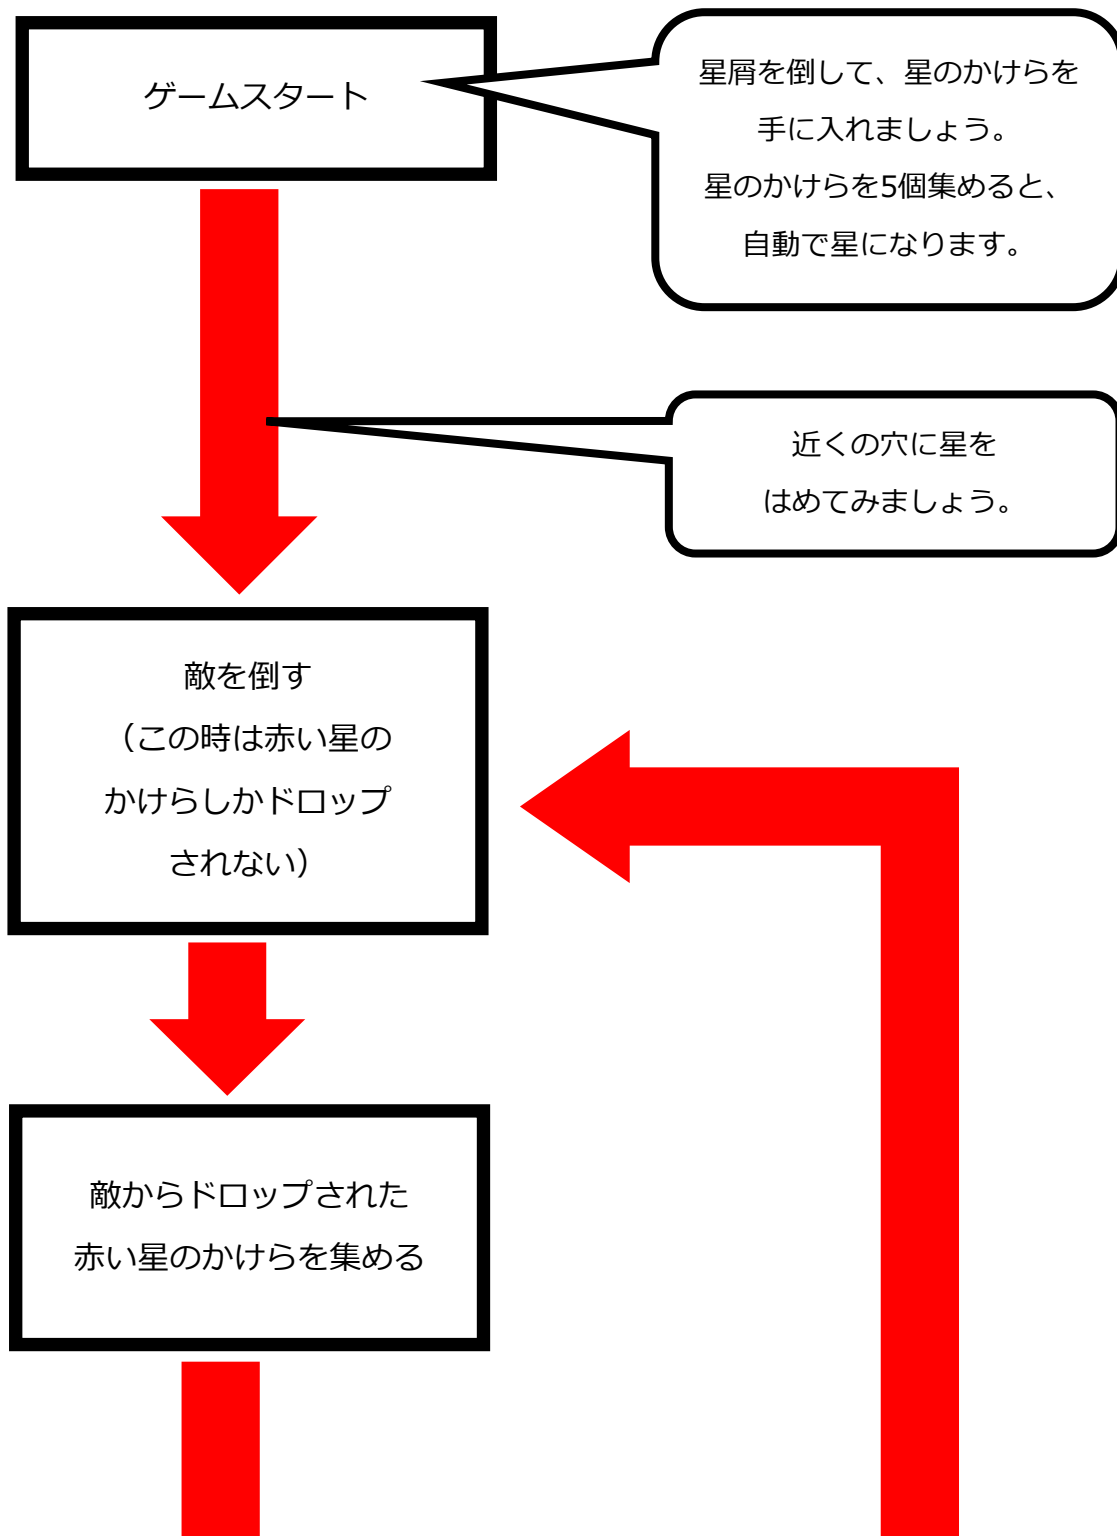 ゲームスタート
星屑を倒して、星のかけらを
手に入れましょう。
星のかけらを5個集めると、
自動で星になります。
近くの穴に星を
はめてみましょう。
敵を倒す
（この時は赤い星の
かけらしかドロップ
されない）
敵からドロップされた
赤い星のかけらを集める